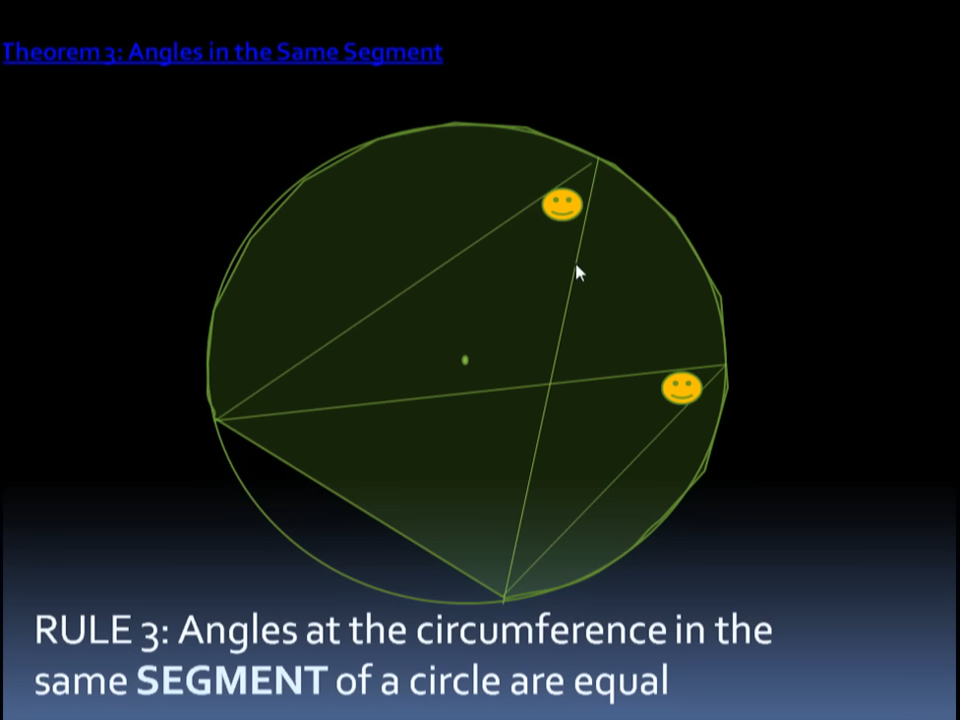 Theorem 3: Angles in the Same Segment
RULE 3: Angles at the circumference in the
same SEGMENT of a circle are equal